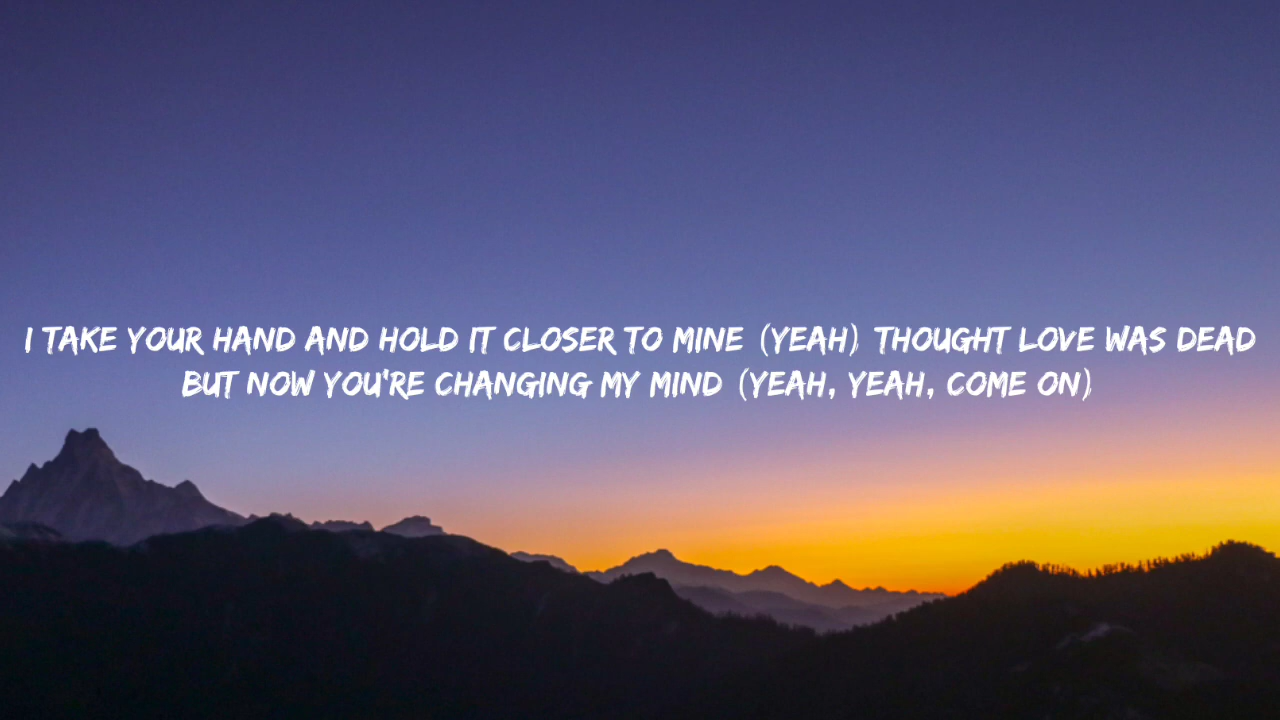 I TAKE YOUR HAND AND HOLD IT CLOSER TO MINE (YEAH) THOUGHT LOVE WAS DEAD
BUT NOW YOU'RE CHANGING MY MIND (YEAH, YEAH, COME ON)